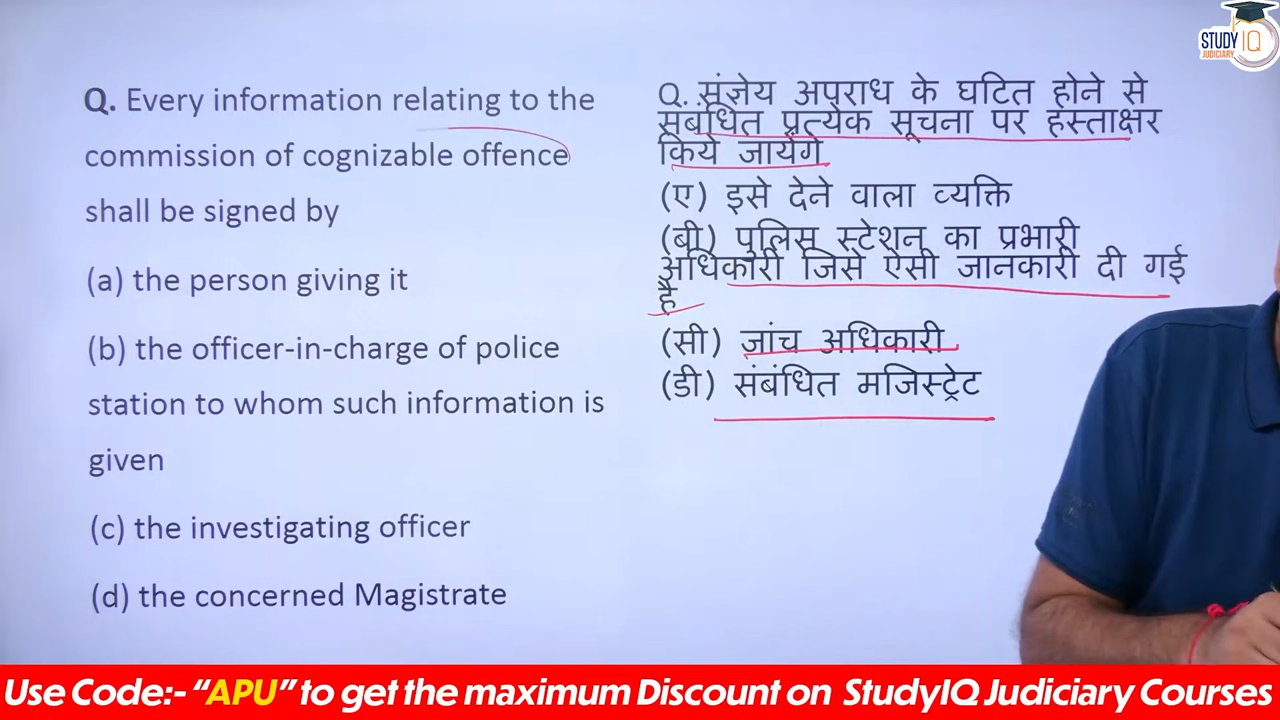 STUDY IQ
JUDICIARY
Q. Every information relating to the
commission of cognizable offence
shall be signed by
(a) the person giving it
(b) the officer-in-charge of police
station to whom such information is
given
(c) the investigating officer
(d) the concerned Magistrate
Q. संज्ञेय अपराध के घटित होने से
संबंधित प्रत्येक सूचना पर हस्ताक्षर
किये जायेंगे
(ए) इसे देने वाला व्यक्ति
(बी) पुलिस स्टेशन का प्रभारी
अधिकारी जिसे ऐसी जानकारी दी गई
है
(सी) जांच अधिकारी
(डी) संबंधित मजिस्ट्रेट
Use Code:- “APU” to get the maximum Discount on StudyIQ Judiciary Courses